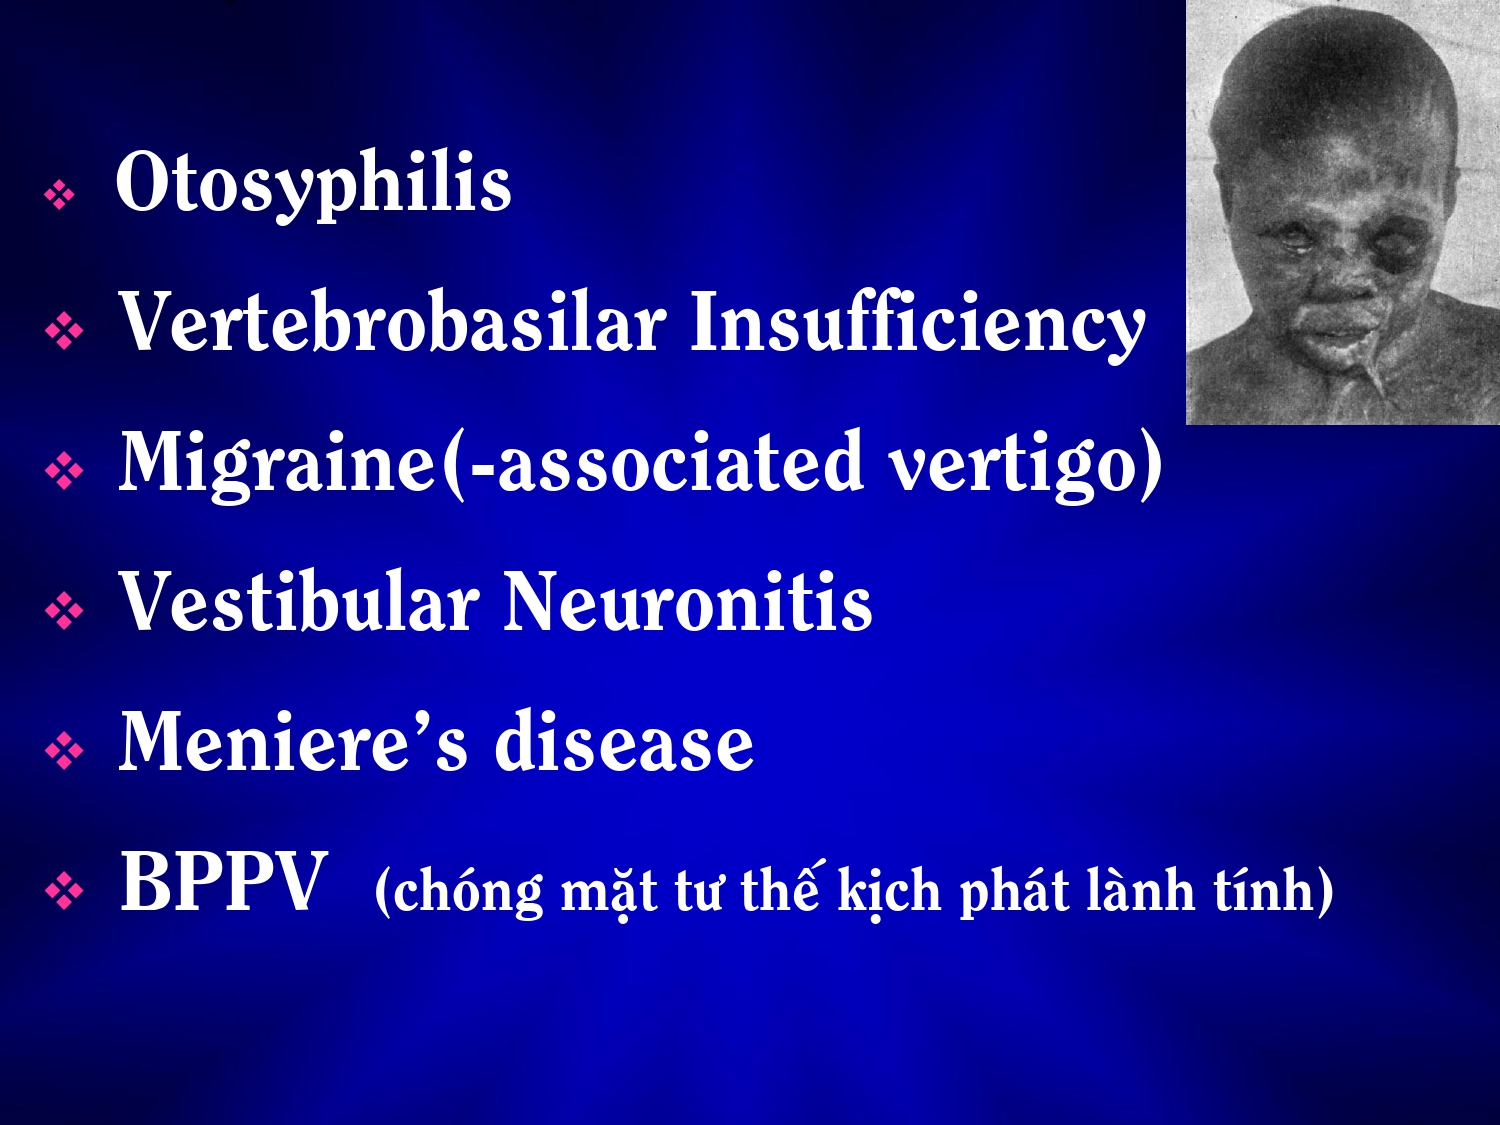 Otosyphilis
Vertebrobasilar Insufficiency
Migraine(-associated vertigo)
Vestibular Neuronitis
Meniere’s disease
BPPV (chóng mặt tư thế kịch phát lành tính)